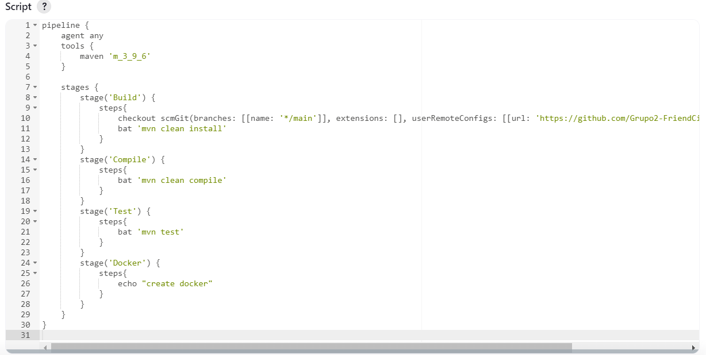 Script ?
1 pipeline {
2     agent any
3     tools {
4         maven 'm_3_9_6'
5     }
6
7     stages {
8         stage('Build') {
9             steps{
10                 checkout scmGit(branches: [[name: '*/main']], extensions: [], userRemoteConfigs: [[url: 'https://github.com/Grupo2-FriendCi
11                 bat 'mvn clean install'
12             }
13         }
14         stage('Compile') {
15             steps{
16                 bat 'mvn clean compile'
17             }
18         }
19         stage('Test') {
20             steps{
21                 bat 'mvn test'
22             }
23         }
24         stage('Docker') {
25             steps{
26                 echo "create docker"
27             }
28         }
29     }
30 }
31